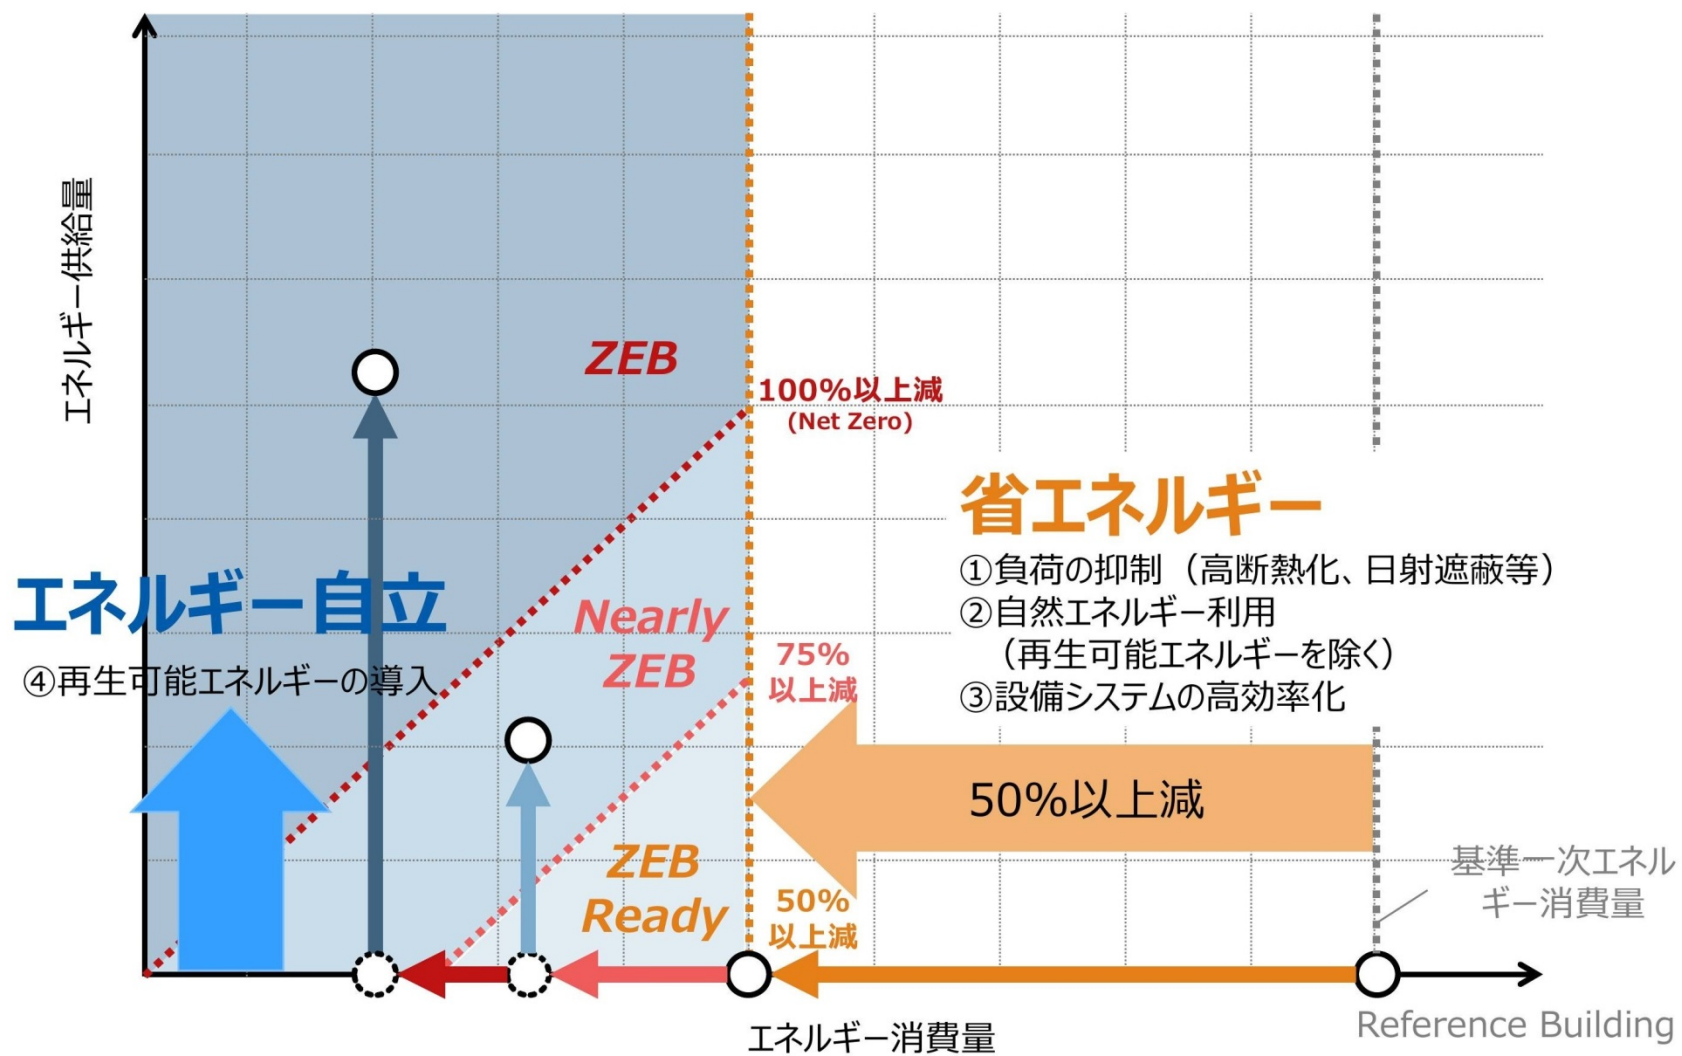 エネルギー供給量
ZEB
100%以上減
(Net Zero)
省エネルギー
①負荷の抑制（高断熱化、日射遮蔽等）
②自然エネルギー利用
（再生可能エネルギーを除く）
③設備システムの高効率化
エネルギー自立
④再生可能エネルギーの導入
Nearly
ZEB
75%
以上減
50%以上減
ZEB
Ready
50%
以上減
基準一次エネル
ギー消費量
エネルギー消費量
Reference Building